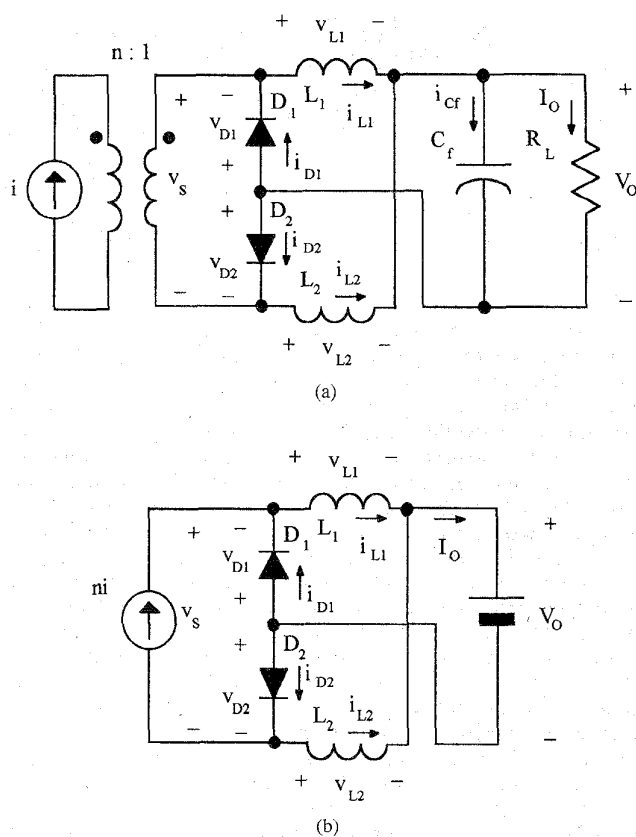 + v_L1 −
n : 1
L_1 i_L1
+ − D_1 i_Cf I_O +
v_D1 C_f R_L
i v_S + i_D1 V_O
+ D_2
i_D2
v_D2 L_2 i_L2
− − −
+ v_L2 −
(a)
+ v_L1 −
L_1 i_L1 I_O
+ − D_1 +
v_D1
ni v_S + i_D1 V_O
+ D_2
i_D2
v_D2 L_2 i_L2
− − −
+ v_L2 −
(b)